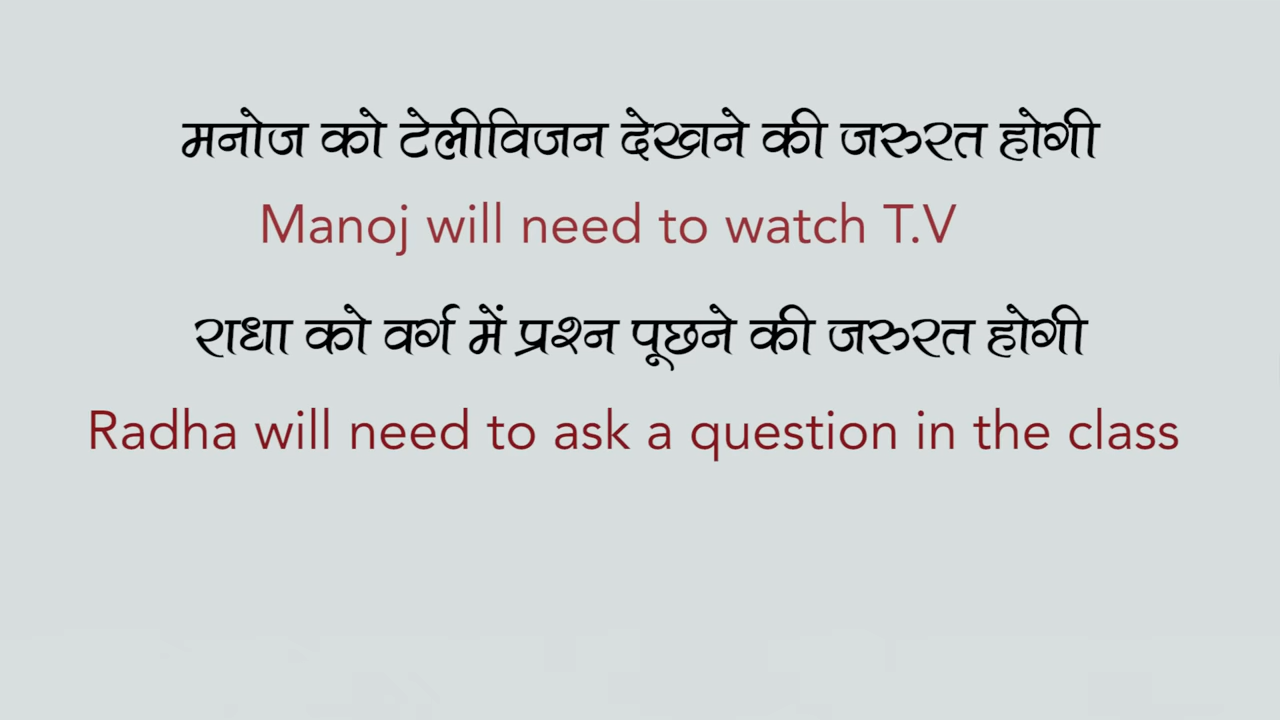 मनोज को टेलीविजन देखने की जरुरत होगी
Manoj will need to watch T.V
राधा को वर्ग में प्रश्न पूछने की जरुरत होगी
Radha will need to ask a question in the class